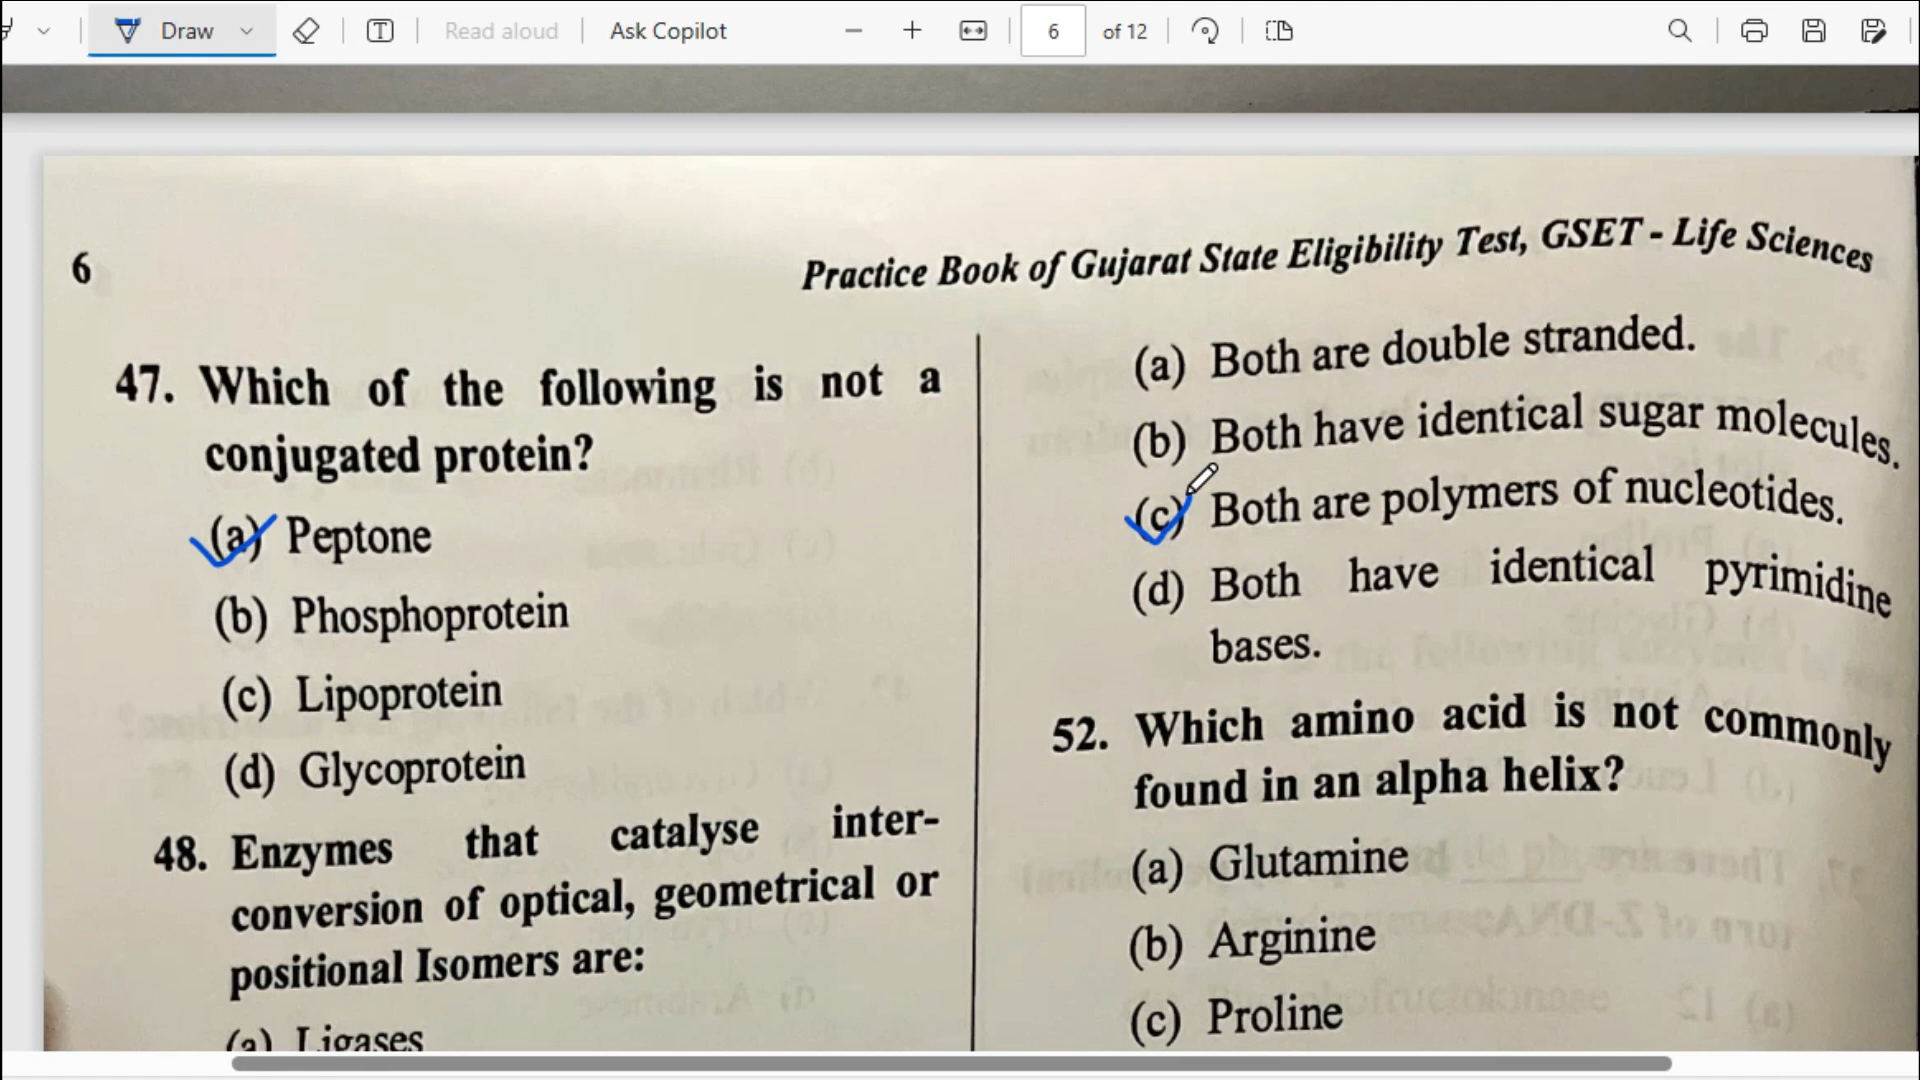 Draw
Read aloud
Ask Copilot
6
of 12
6
Practice Book of Gujarat State Eligibility Test, GSET - Life Sciences
47. Which of the following is not a
conjugated protein?
(a) Peptone
(b) Phosphoprotein
(c) Lipoprotein
(d) Glycoprotein
48. Enzymes that catalyse inter-
conversion of optical, geometrical or
positional Isomers are:
(a) Ligases
(a) Both are double stranded.
(b) Both have identical sugar molecules.
(c) Both are polymers of nucleotides.
(d) Both have identical pyrimidine
bases.
52. Which amino acid is not commonly
found in an alpha helix?
(a) Glutamine
(b) Arginine
(c) Proline